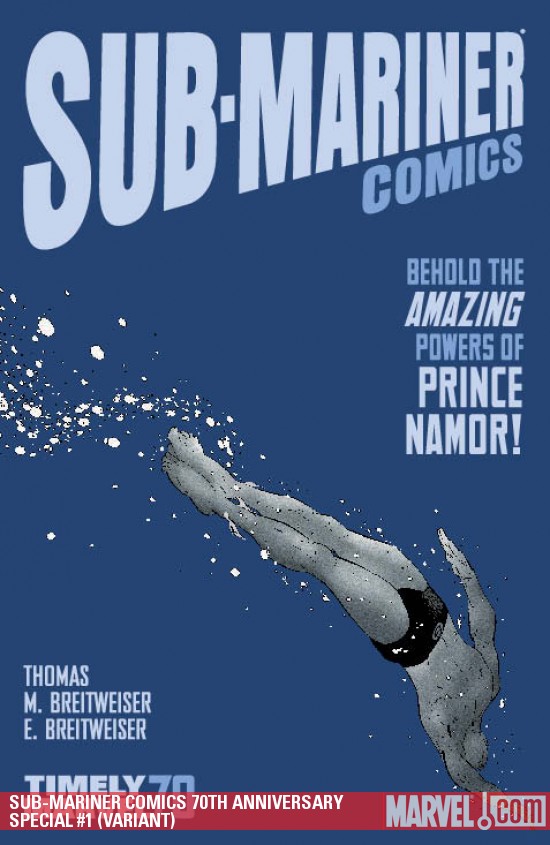 SUB-MARINER
COMICS
BEHOLD THE
AMAZING
POWERS OF
PRINCE
NAMOR!
THOMAS
M. BREITWEISER
E. BREITWEISER
TIMELY 70
SUB-MARINER COMICS 70TH ANNIVERSARY
SPECIAL #1 (VARIANT)
MARVEL.com